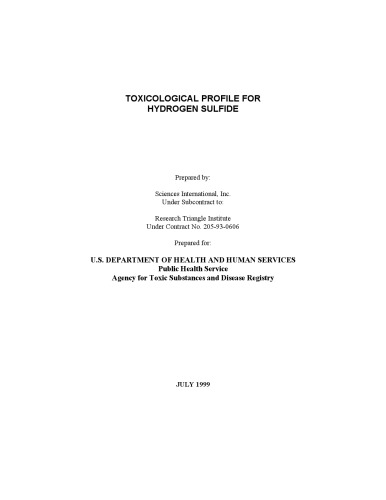 TOXICOLOGICAL PROFILE FOR
HYDROGEN SULFIDE
Prepared by:
Sciences International, Inc.
Under Subcontract to:
Research Triangle Institute
Under Contract No. 205-93-0606
Prepared for:
U.S. DEPARTMENT OF HEALTH AND HUMAN SERVICES
Public Health Service
Agency for Toxic Substances and Disease Registry
JULY 1999